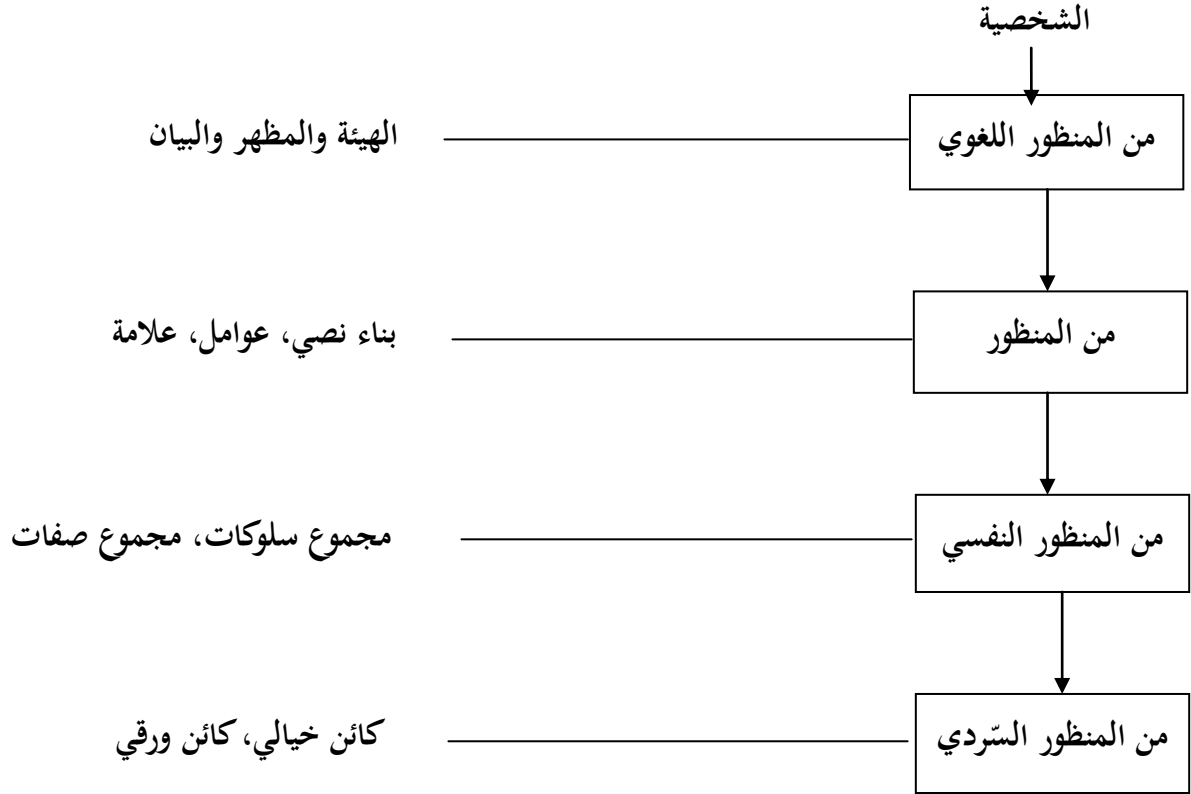 الشخصية
من المنظور اللغوي
الهيئة والمظهر والبيان
من المنظور
بناء نصي، عوامل، علامة
من المنظور النفسي
مجموع سلوكات، مجموع صفات
من المنظور السّردي
كائن خيالي، كائن ورقي